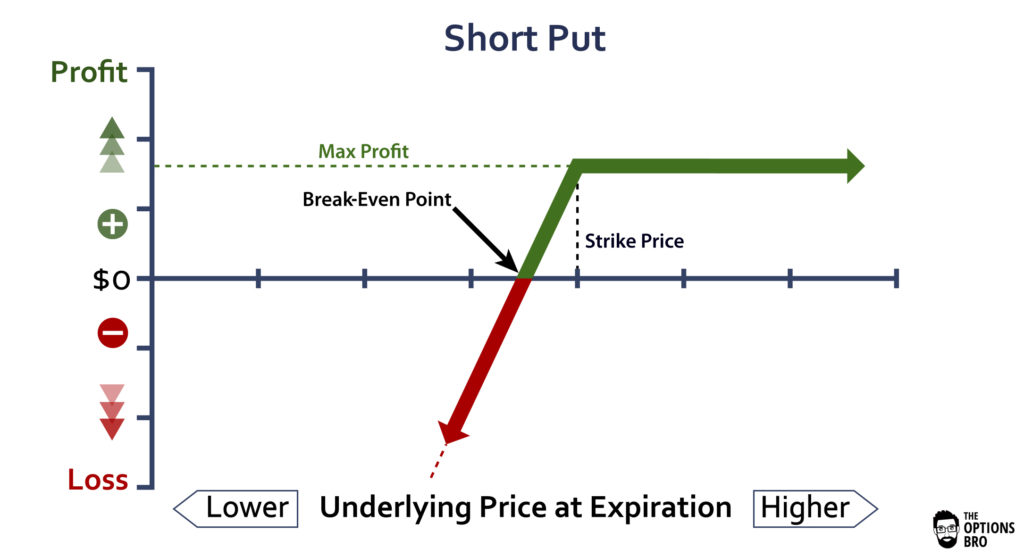 Short Put
Profit
Max Profit
Break-Even Point
Strike Price
$0
Loss
Lower
Underlying Price at Expiration
Higher
THE
OPTIONS
BRO